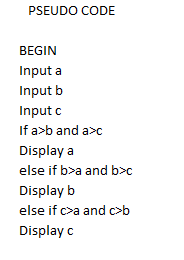 PSEUDO CODE
BEGIN
Input a
Input b
Input c
If a>b and a>c
Display a
else if b>a and b>c
Display b
else if c>a and c>b
Display c